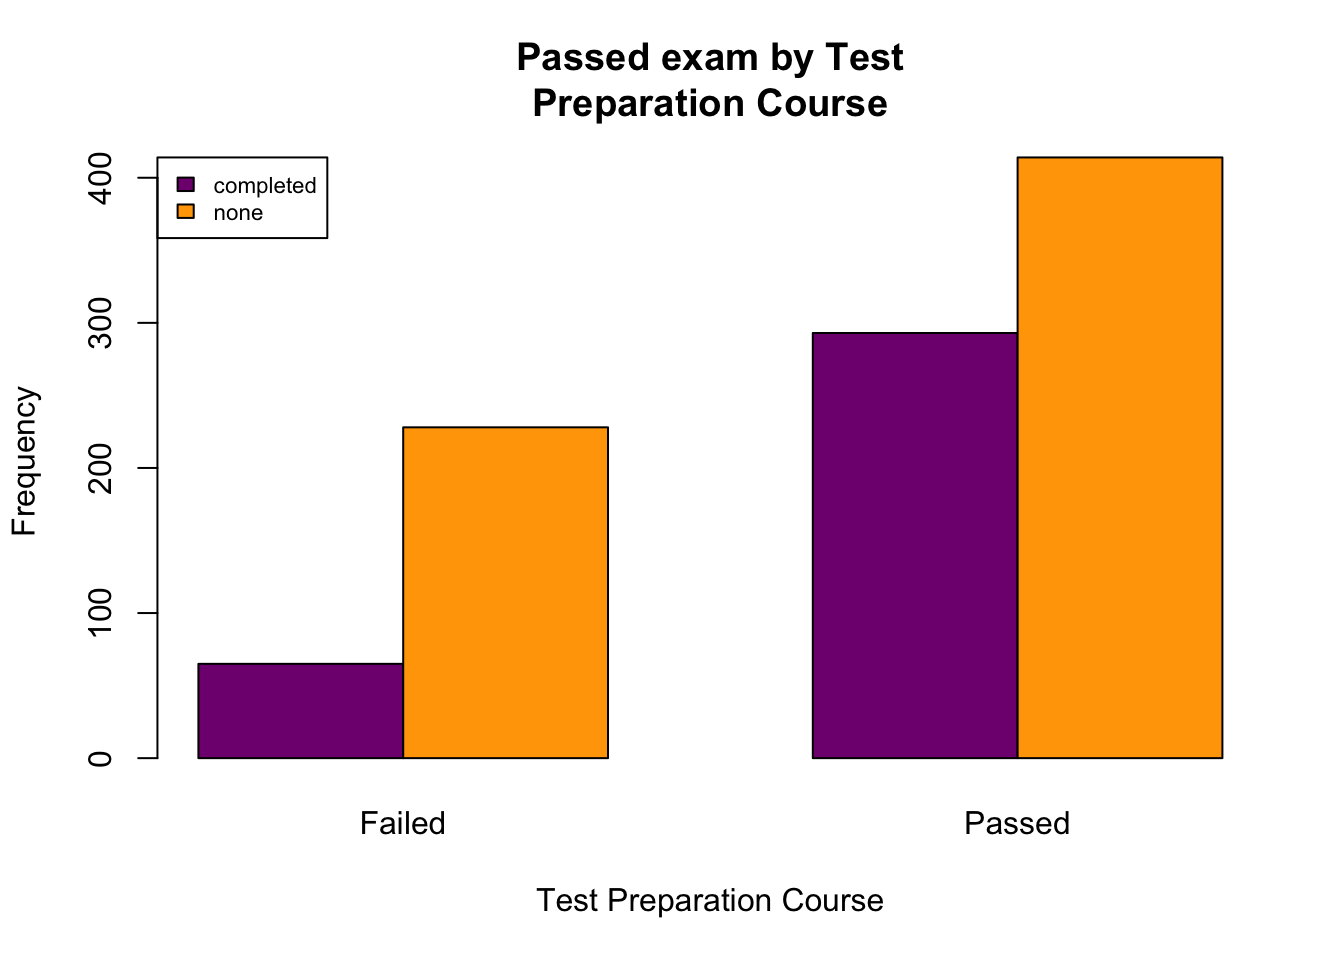 Passed exam by Test
Preparation Course
completed
none
400
300
200
100
0
Frequency
Failed
Passed
Test Preparation Course